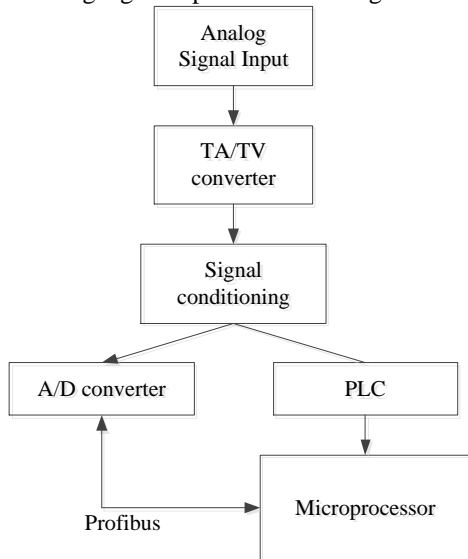 Analog
Signal Input
TA/TV
converter
Signal
conditioning
A/D converter
PLC
Microprocessor
Profibus